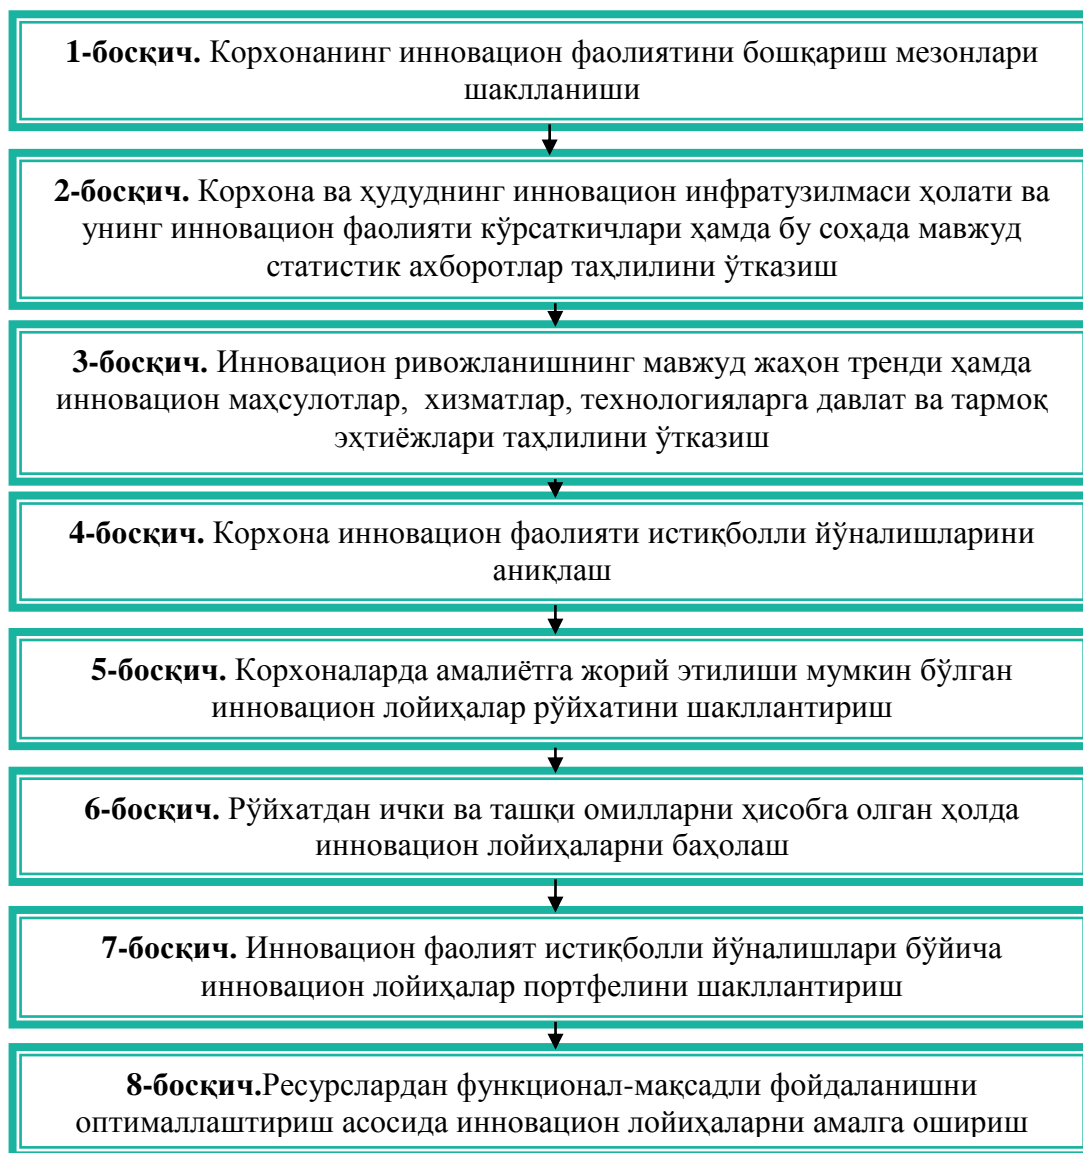 1-босқич. Корхонанинг инновацион фаолиятини бошқариш мезонлари
шаклланиши
2-босқич. Корхона ва ҳудуднинг инновацион инфратузилмаси ҳолати ва
унинг инновацион фаолияти кўрсаткичлари ҳамда бу соҳада мавжуд
статистик ахборотлар таҳлилини ўтказиш
3-босқич. Инновацион ривожланишнинг мавжуд жаҳон тренди ҳамда
инновацион маҳсулотлар, хизматлар, технологияларга давлат ва тармоқ
эҳтиёжлари таҳлилини ўтказиш
4-босқич. Корхона инновацион фаолияти истиқболли йўналишларини
аниқлаш
5-босқич. Корхоналарда амалиётга жорий этилиши мумкин бўлган
инновацион лойиҳалар рўйхатини шакллантириш
6-босқич. Рўйхатдан ички ва ташқи омилларни ҳисобга олган ҳолда
инновацион лойиҳаларни баҳолаш
7-босқич. Инновацион фаолият истиқболли йўналишлари бўйича
инновацион лойиҳалар портфелини шакллантириш
8-босқич.Ресурслардан функционал-мақсадли фойдаланишни
оптималлаштириш асосида инновацион лойиҳаларни амалга ошириш